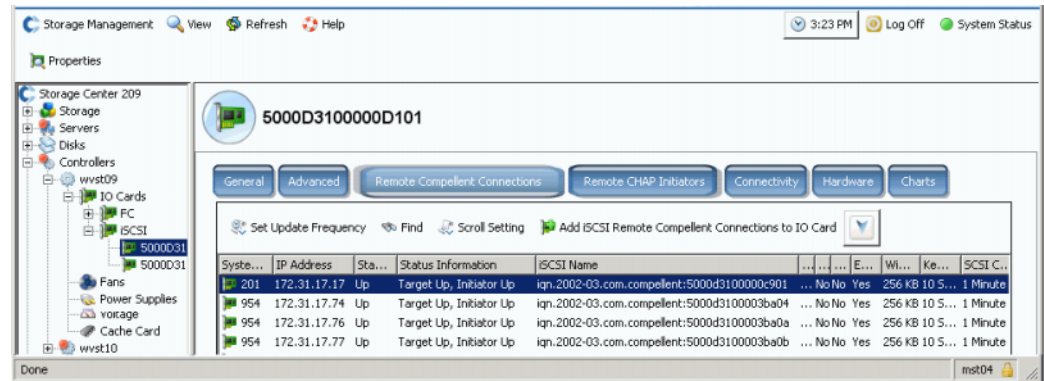 Storage Management View Refresh Help 3:23 PM Log Off System Status
Properties
Storage Center 209
Storage
Servers
Disks
Controllers
wvst09
IO Cards
FC
iSCSI
5000D31
5000D31
Fans
Power Supplies
Voltage
Cache Card
wvst10
5000D3100000D101
General Advanced Remote Compellent Connections Remote CHAP Initiators Connectivity Hardware Charts
Set Update Frequency Find Scroll Setting Add iSCSI Remote Compellent Connections to IO Card
Syste... IP Address Sta... Status Information iSCSI Name ... ... ... E... Wi... Ke... SCSI C..
201 172.31.17.17 Up Target Up, Initiator Up iqn.2002-03.com.compellent:5000d3100000c901 ... No No Yes 256 KB 10 S... 1 Minute
954 172.31.17.74 Up Target Up, Initiator Up iqn.2002-03.com.compellent:5000d3100003ba04 ... No No Yes 256 KB 10 S... 1 Minute
954 172.31.17.76 Up Target Up, Initiator Up iqn.2002-03.com.compellent:5000d3100003ba0a ... No No Yes 256 KB 10 S... 1 Minute
954 172.31.17.77 Up Target Up, Initiator Up iqn.2002-03.com.compellent:5000d3100003ba0b ... No No Yes 256 KB 10 S... 1 Minute
Done mst04